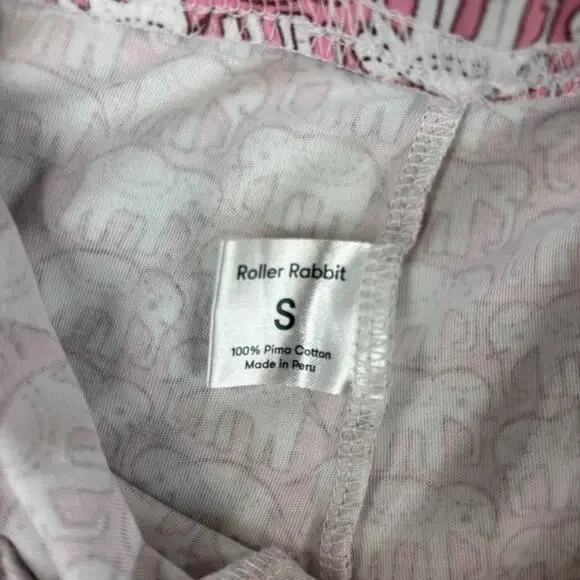 Roller Rabbit
S
100% Pima Cotton
Made in Peru